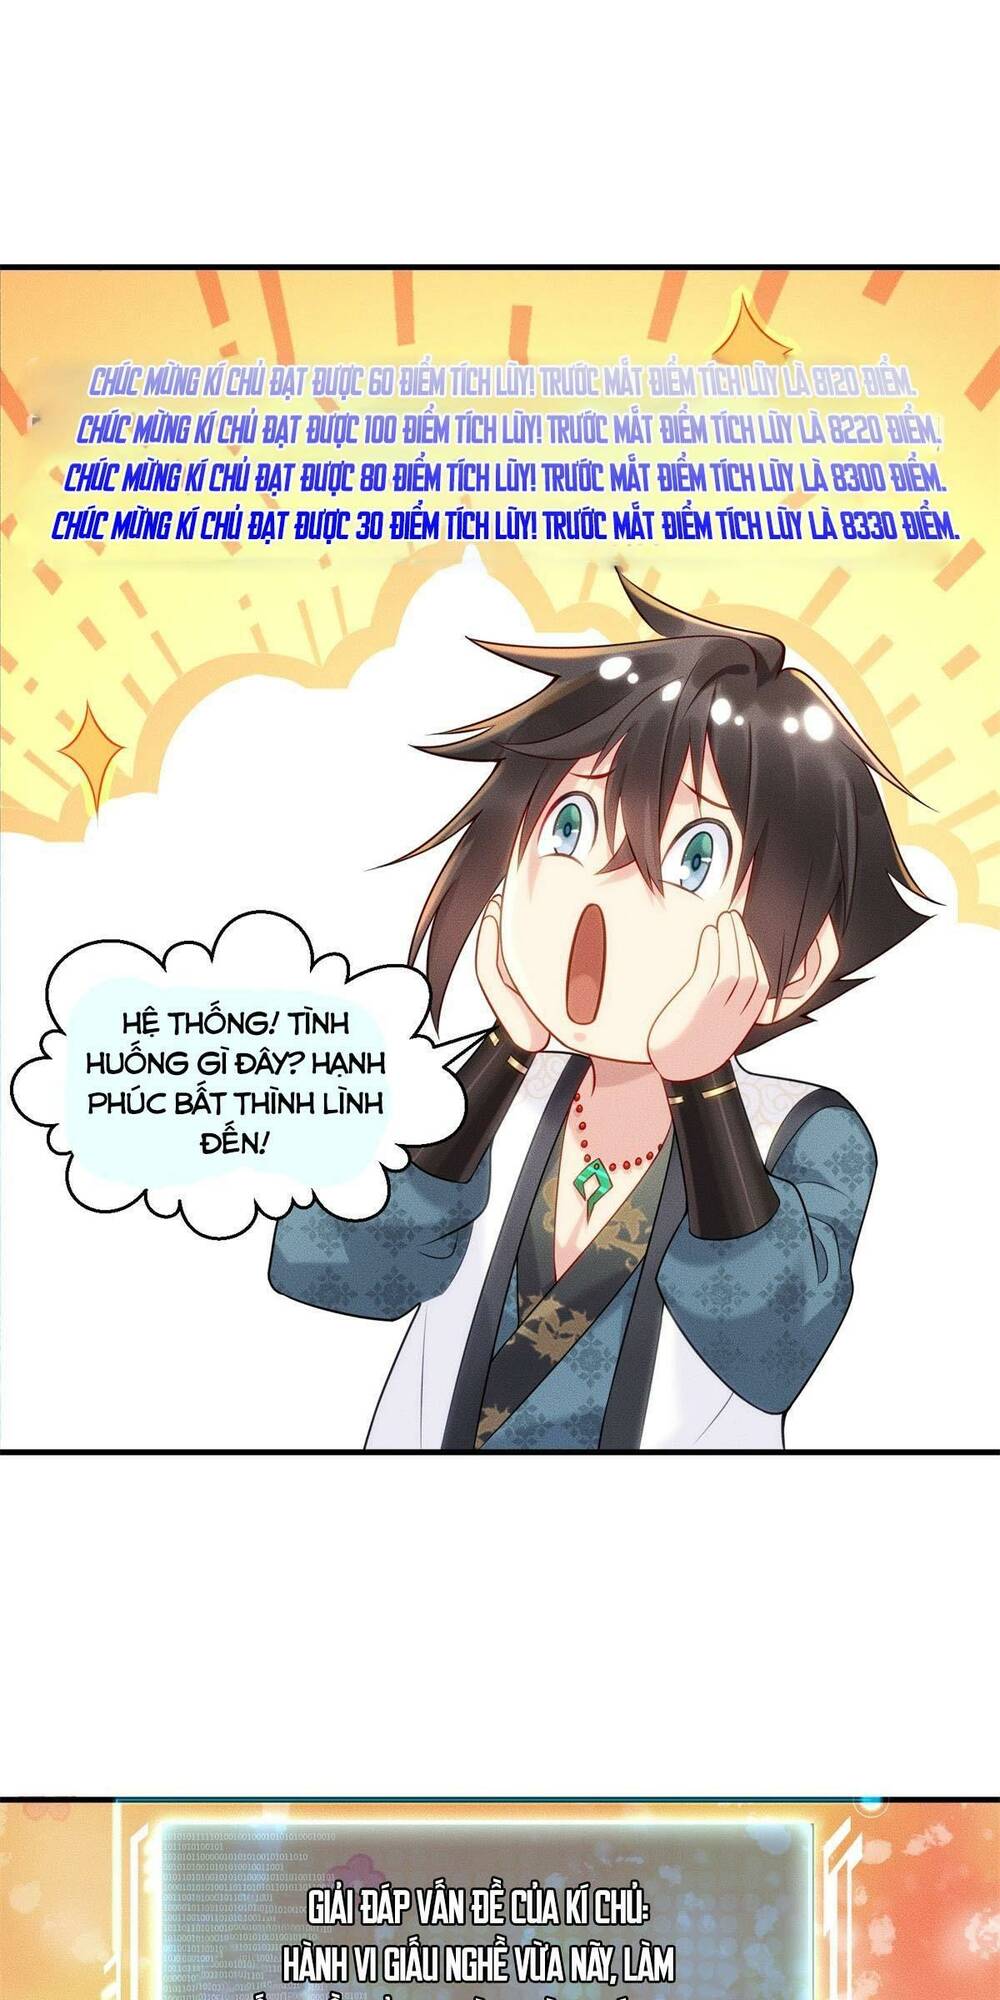 CHÚC MỪNG KÍ CHỦ ĐẠT ĐƯỢC 60 ĐIỂM TÍCH LŨY! TRƯỚC MẮT ĐIỂM TÍCH LŨY LÀ 8120 ĐIỂM.
CHÚC MỪNG KÍ CHỦ ĐẠT ĐƯỢC 100 ĐIỂM TÍCH LŨY! TRƯỚC MẮT ĐIỂM TÍCH LŨY LÀ 8220 ĐIỂM.
CHÚC MỪNG KÍ CHỦ ĐẠT ĐƯỢC 80 ĐIỂM TÍCH LŨY! TRƯỚC MẮT ĐIỂM TÍCH LŨY LÀ 8300 ĐIỂM.
CHÚC MỪNG KÍ CHỦ ĐẠT ĐƯỢC 30 ĐIỂM TÍCH LŨY! TRƯỚC MẮT ĐIỂM TÍCH LŨY LÀ 8330 ĐIỂM.
HỆ THỐNG! TÌNH
HUỐNG GÌ ĐÂY? HẠNH
PHÚC BẤT THÌNH LÌNH
ĐẾN!
GIẢI ĐÁP VẤN ĐỀ CỦA KÍ CHỦ:
HÀNH VI GIẤU NGHỀ VỪA NÃY, LÀM